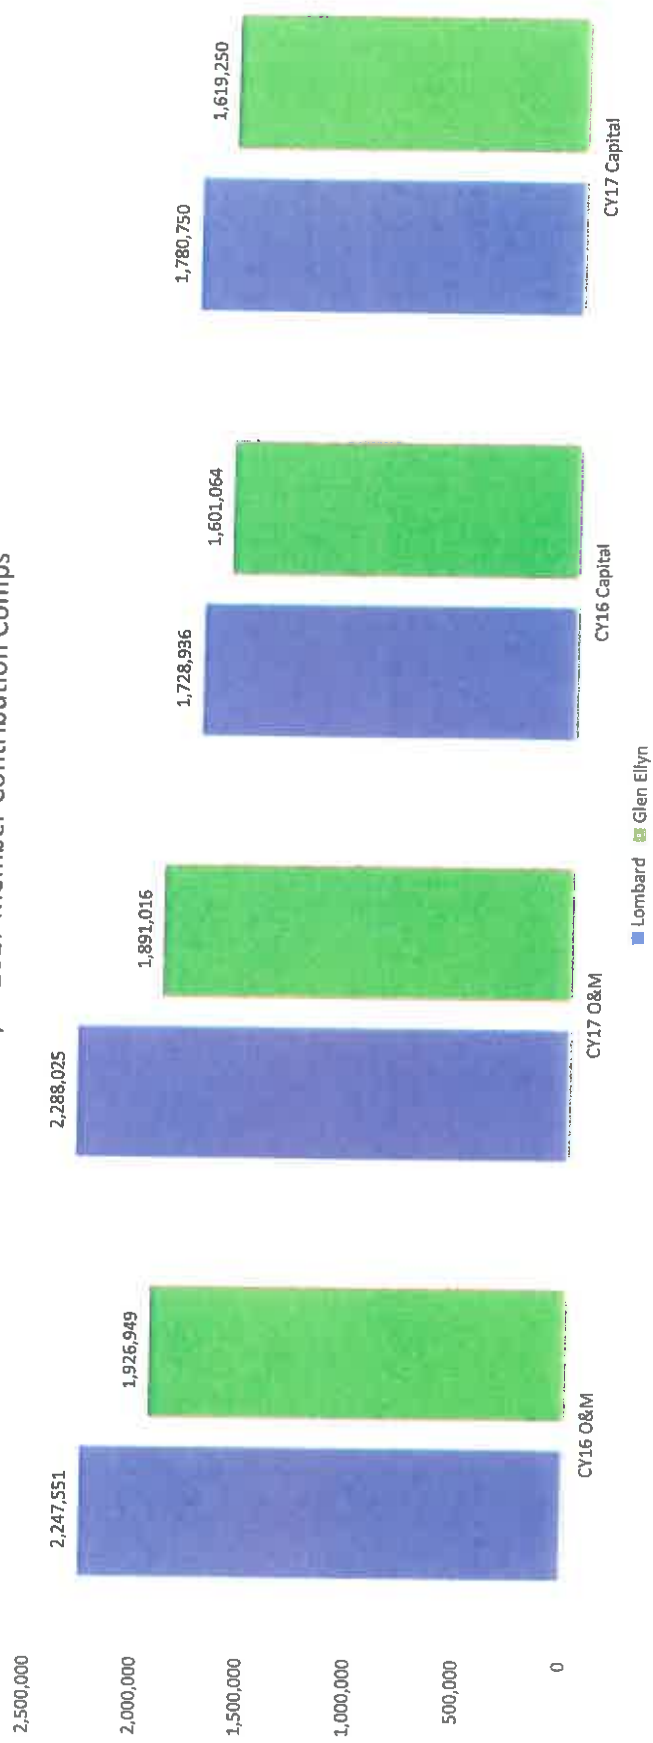 2017 Member Contribution Comps
2,500,000
2,000,000
1,500,000
1,000,000
500,000
0
2,247,551
1,926,949
2,288,025
1,891,016
1,728,936
1,601,064
1,780,750
1,619,250
CY16 O&M
CY17 O&M
CY16 Capital
CY17 Capital
Lombard
Glen Ellyn